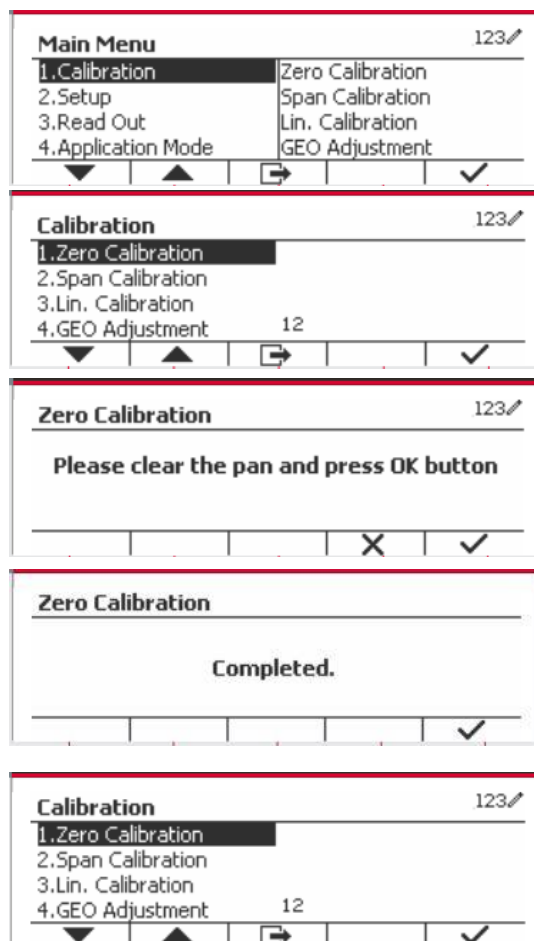 Main Menu 123
1.Calibration Zero Calibration
2.Setup Span Calibration
3.Read Out Lin. Calibration
4.Application Mode GEO Adjustment
Calibration 123
1.Zero Calibration
2.Span Calibration
3.Lin. Calibration
4.GEO Adjustment 12
Zero Calibration 123
Please clear the pan and press OK button
Zero Calibration
Completed.
Calibration 123
1.Zero Calibration
2.Span Calibration
3.Lin. Calibration
4.GEO Adjustment 12